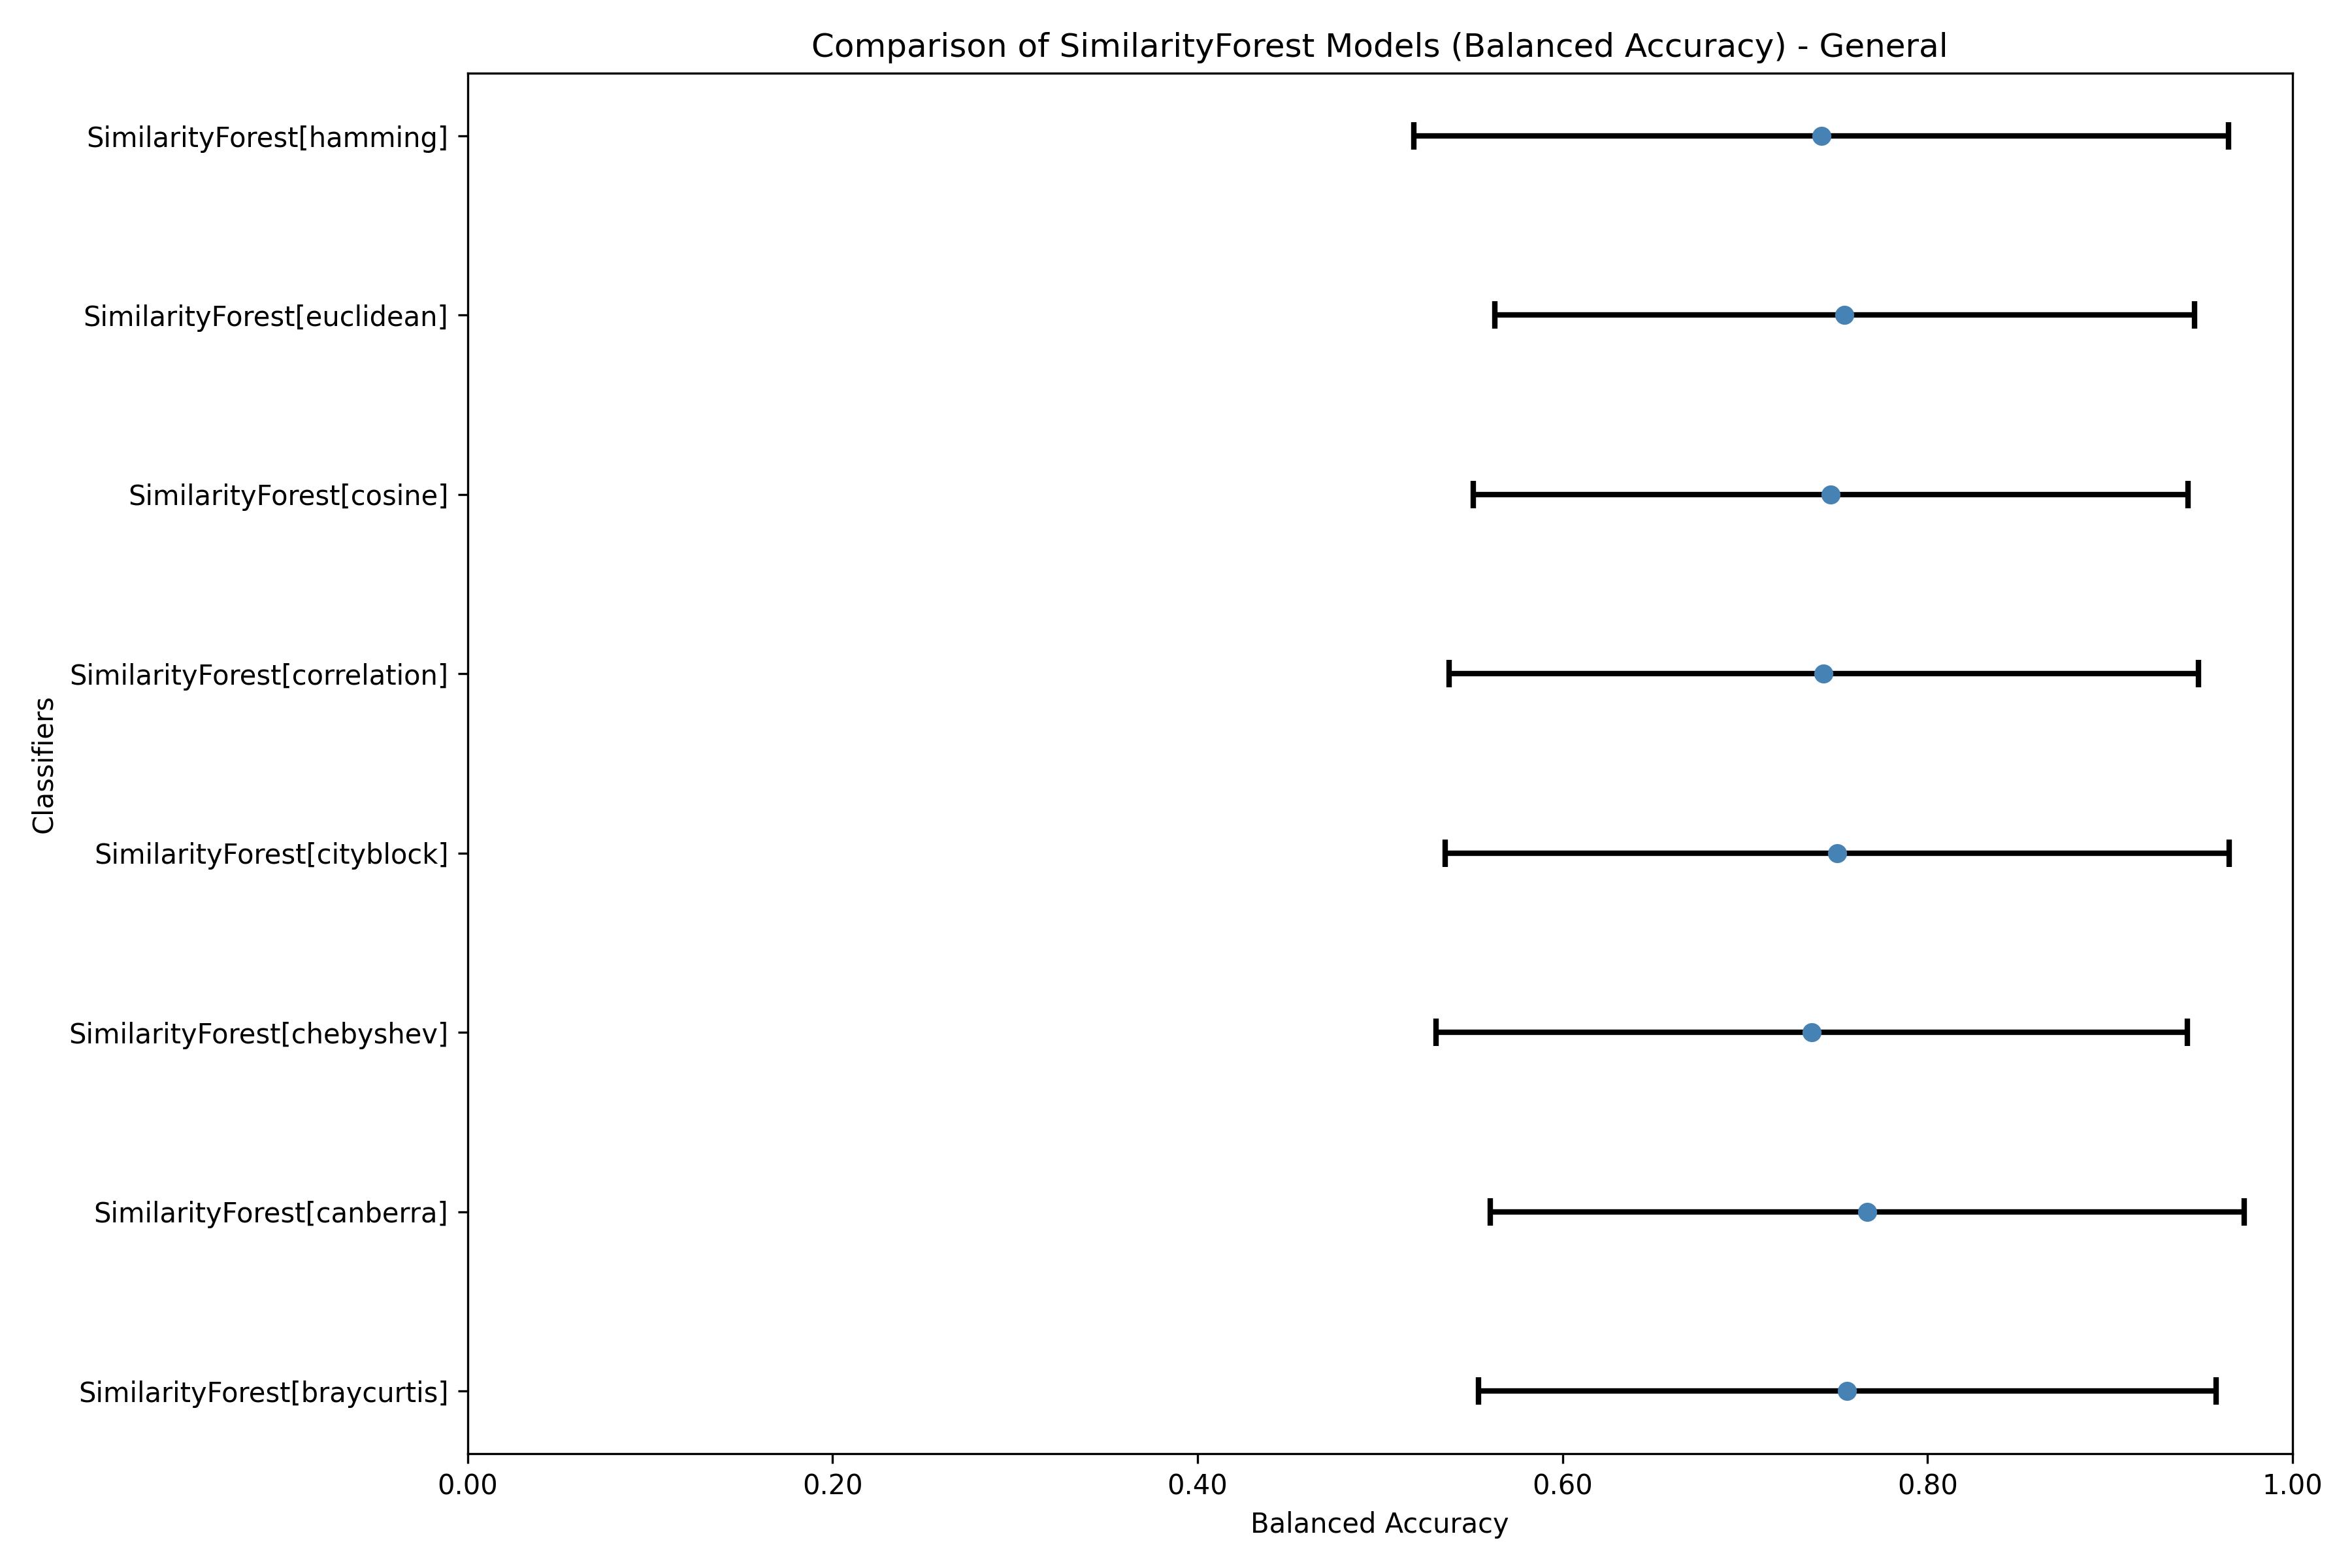 Comparison of SimilarityForest Models (Balanced Accuracy) - General
SimilarityForest[hamming]
SimilarityForest[euclidean]
SimilarityForest[cosine]
SimilarityForest[correlation]
SimilarityForest[cityblock]
SimilarityForest[chebyshev]
SimilarityForest[canberra]
SimilarityForest[braycurtis]
Classifiers
0.00 0.20 0.40 0.60 0.80 1.00
Balanced Accuracy